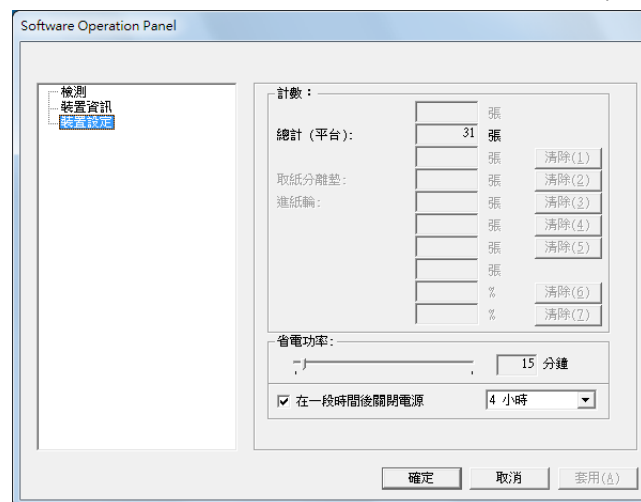 Software Operation Panel
檢測
裝置資訊
裝置設定
計數：
張
總計 (平台): 31 張
張 清除(1)
取紙分離墊: 張 清除(2)
進紙輪: 張 清除(3)
張 清除(4)
張 清除(5)
張
% 清除(6)
% 清除(7)
省電功率:
15 分鐘
在一段時間後關閉電源 4 小時
確定 取消 套用(A)